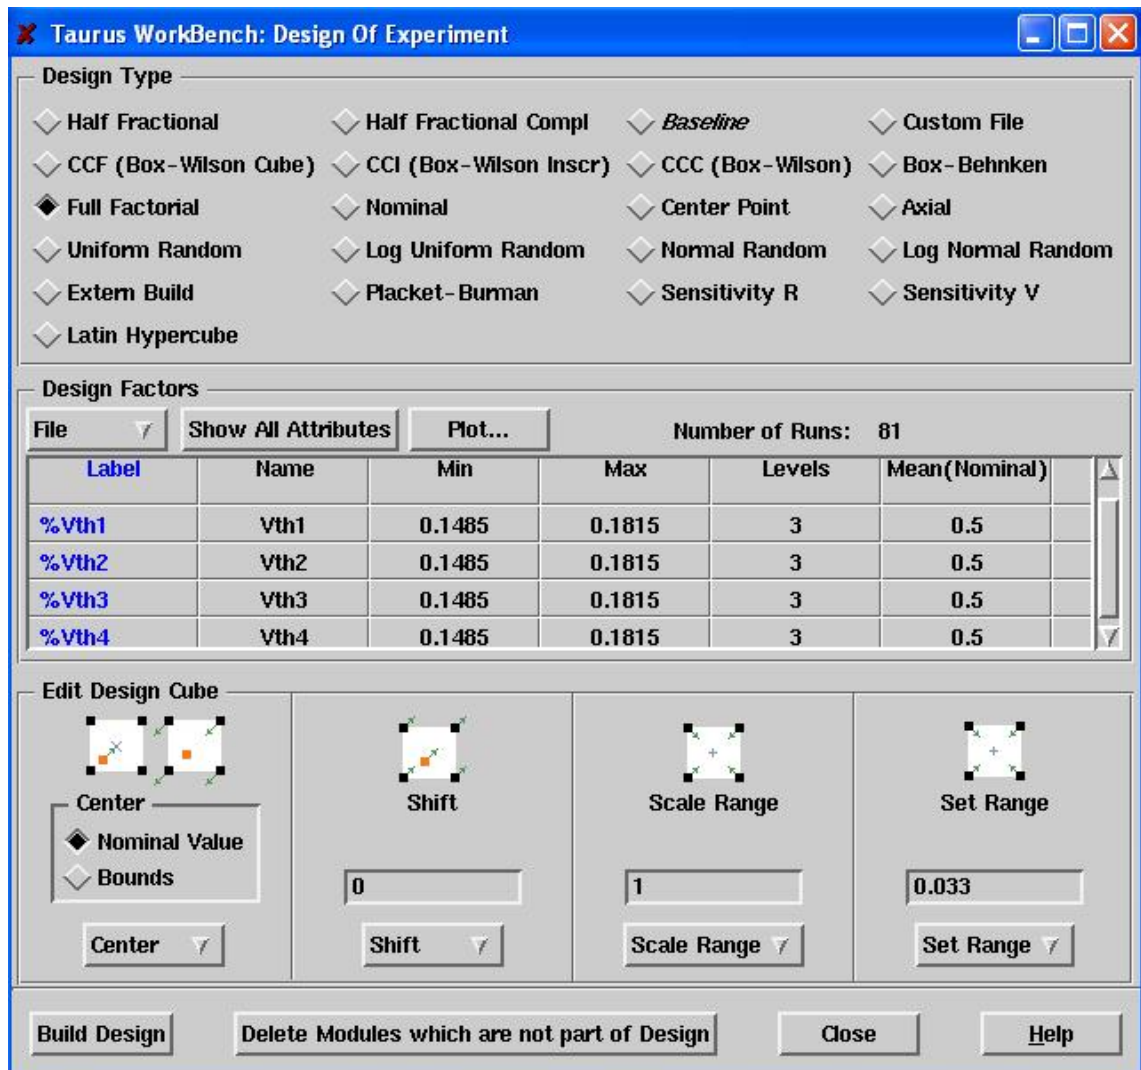 Taurus WorkBench: Design Of Experiment
Design Type
Half Fractional Half Fractional Compl Baseline Custom File
CCF (Box-Wilson Cube) CCI (Box-Wilson Inscr) CCC (Box-Wilson) Box-Behnken
Full Factorial Nominal Center Point Axial
Uniform Random Log Uniform Random Normal Random Log Normal Random
Extern Build Placket-Burman Sensitivity R Sensitivity V
Latin Hypercube
Design Factors
File Show All Attributes Plot... Number of Runs: 81
Label Name Min Max Levels Mean(Nominal)
%Vth1 Vth1 0.1485 0.1815 3 0.5
%Vth2 Vth2 0.1485 0.1815 3 0.5
%Vth3 Vth3 0.1485 0.1815 3 0.5
%Vth4 Vth4 0.1485 0.1815 3 0.5
Edit Design Cube
Center Shift Scale Range Set Range
Nominal Value
Bounds 0 1 0.033
Center Shift Scale Range Set Range
Build Design Delete Modules which are not part of Design Close Help